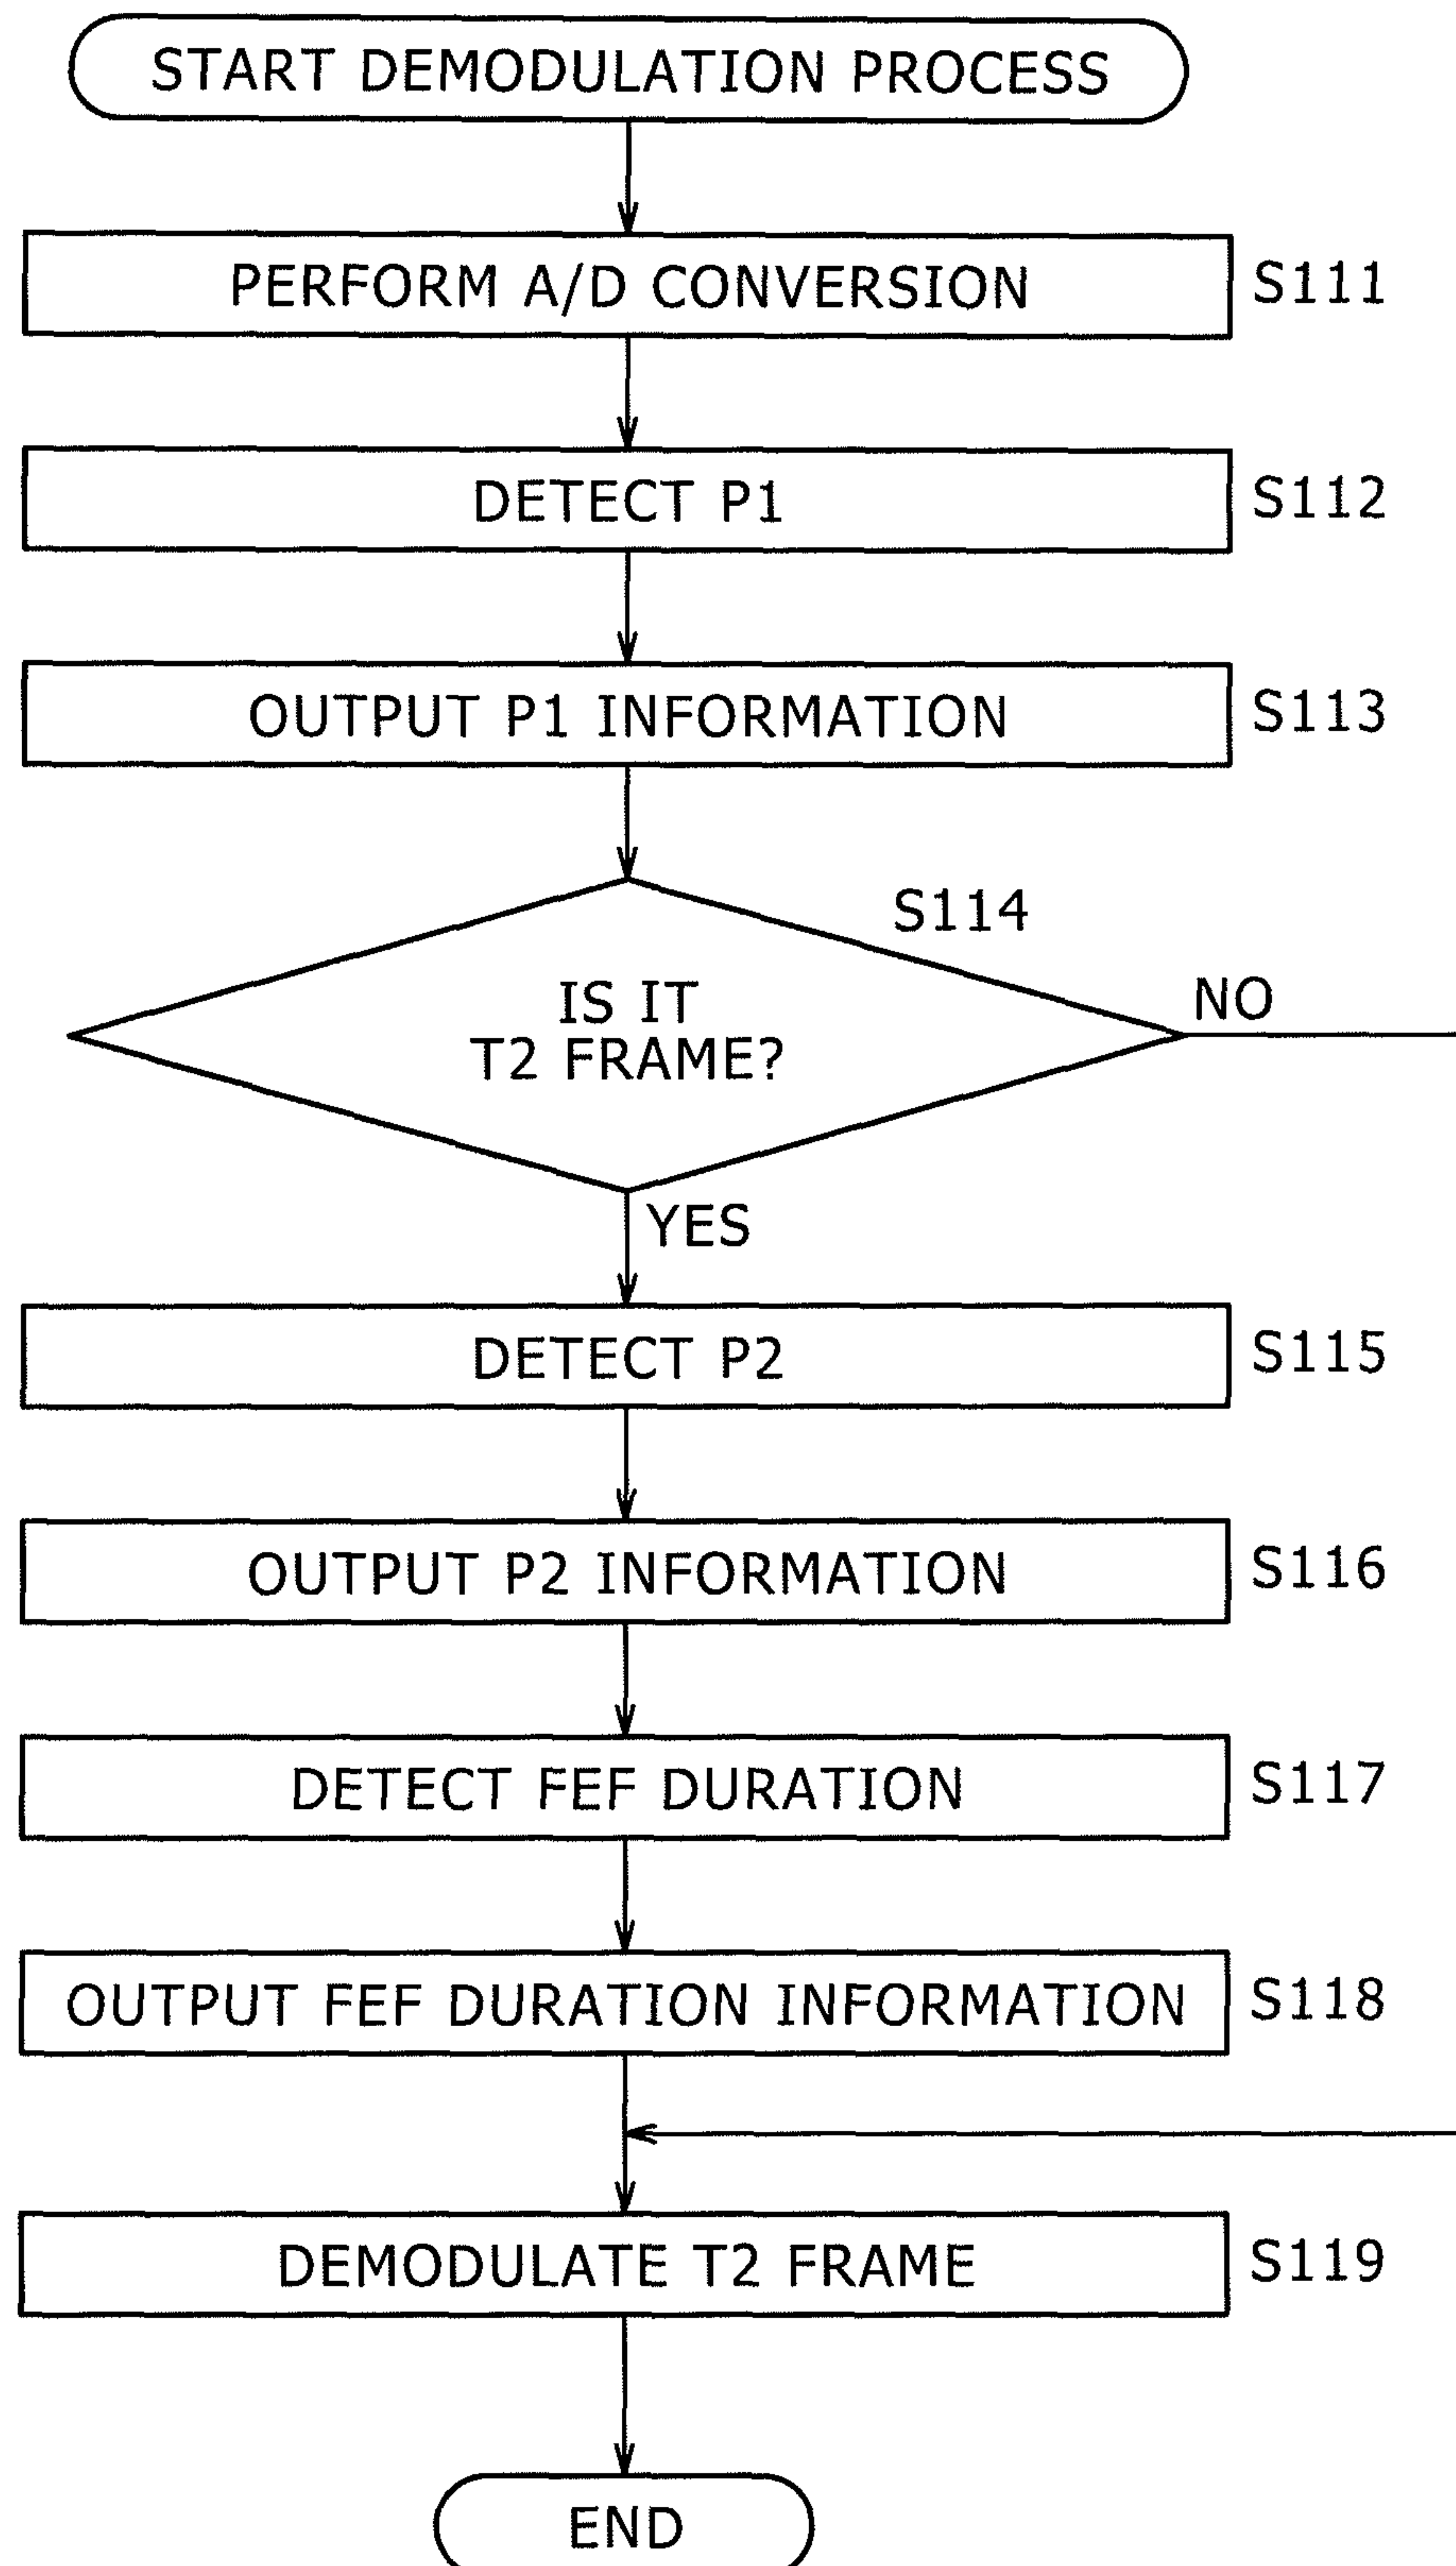 START DEMODULATION PROCESS
PERFORM A/D CONVERSION S111
DETECT P1 S112
OUTPUT P1 INFORMATION S113
S114
IS IT
T2 FRAME?
NO
YES
DETECT P2 S115
OUTPUT P2 INFORMATION S116
DETECT FEF DURATION S117
OUTPUT FEF DURATION INFORMATION S118
DEMODULATE T2 FRAME S119
END